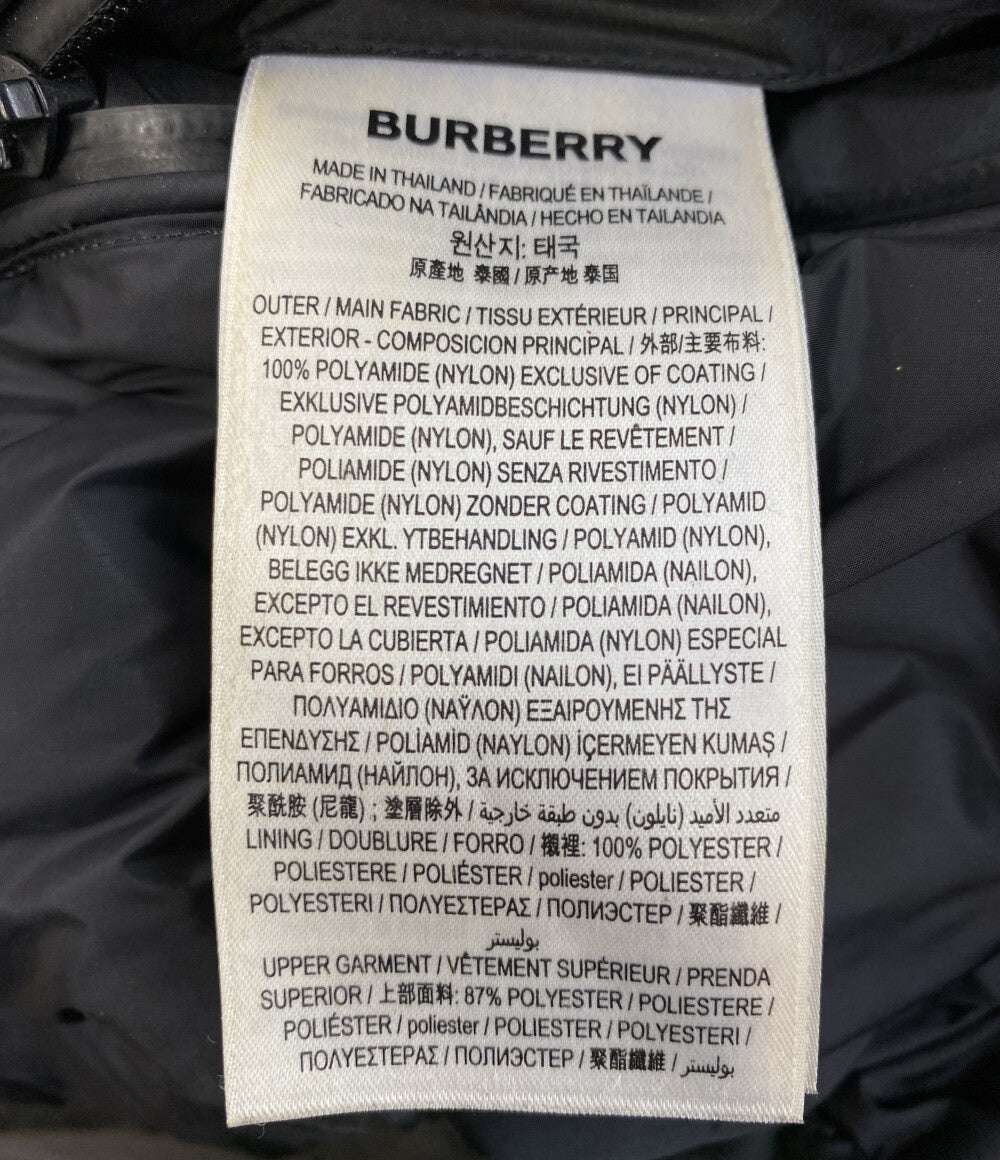 BURBERRY
MADE IN THAILAND / FABRIQUÉ EN THAÏLANDE /
FABRICADO NA TAILÂNDIA / HECHO EN TAILANDIA
원산지: 태국
原產地 泰國 / 原产地 泰国
OUTER / MAIN FABRIC / TISSU EXTÉRIEUR / PRINCIPAL /
EXTERIOR - COMPOSICION PRINCIPAL / 外部/主要布料:
100% POLYAMIDE (NYLON) EXCLUSIVE OF COATING /
EXKLUSIVE POLYAMIDBESCHICHTUNG (NYLON) /
POLYAMIDE (NYLON), SAUF LE REVÊTEMENT /
POLIAMIDE (NYLON) SENZA RIVESTIMENTO /
POLYAMIDE (NYLON) ZONDER COATING / POLYAMID
(NYLON) EXKL. YTBEHANDLING / POLYAMID (NYLON),
BELEGG IKKE MEDREGNET / POLIAMIDA (NAILON),
EXCEPTO EL REVESTIMIENTO / POLIAMIDA (NAILON),
EXCEPTO LA CUBIERTA / POLIAMIDA (NYLON) ESPECIAL
PARA FORROS / POLYAMIDI (NAILON), EI PÄÄLLYSTE /
ΠΟΛΥΑΜΙΔΙΟ (ΝΑΫΛΟΝ) ΕΞΑΙΡΟΥΜΕΝΗΣ ΤΗΣ
ΕΠΕΝΔΥΣΗΣ / POLİAMİD (NAYLON) İÇERMEYEN KUMAŞ /
ПОЛИАМИД (НАЙЛОН), ЗА ИСКЛЮЧЕНИЕМ ПОКРЫТИЯ /
聚酰胺 (尼龍) ; 塗層除外 / متعدد الأميد (نايلون) بدون طبقة خارجية
LINING / DOUBLURE / FORRO / 襯裡: 100% POLYESTER /
POLIESTERE / POLIÉSTER / poliester / POLIESTER /
POLYESTERI / ΠΟΛΥΕΣΤΕΡΑΣ / ПОЛИЭСТЕР / 聚酯纖維 /
بوليستر
UPPER GARMENT / VÊTEMENT SUPÉRIEUR / PRENDA
SUPERIOR / 上部面料: 87% POLYESTER / POLIESTERE /
POLIÉSTER / poliester / POLIESTER / POLYESTERI /
ΠΟΛΥΕΣΤΕΡΑΣ / ПОЛИЭСТЕР / 聚酯纖維 / بوليستر